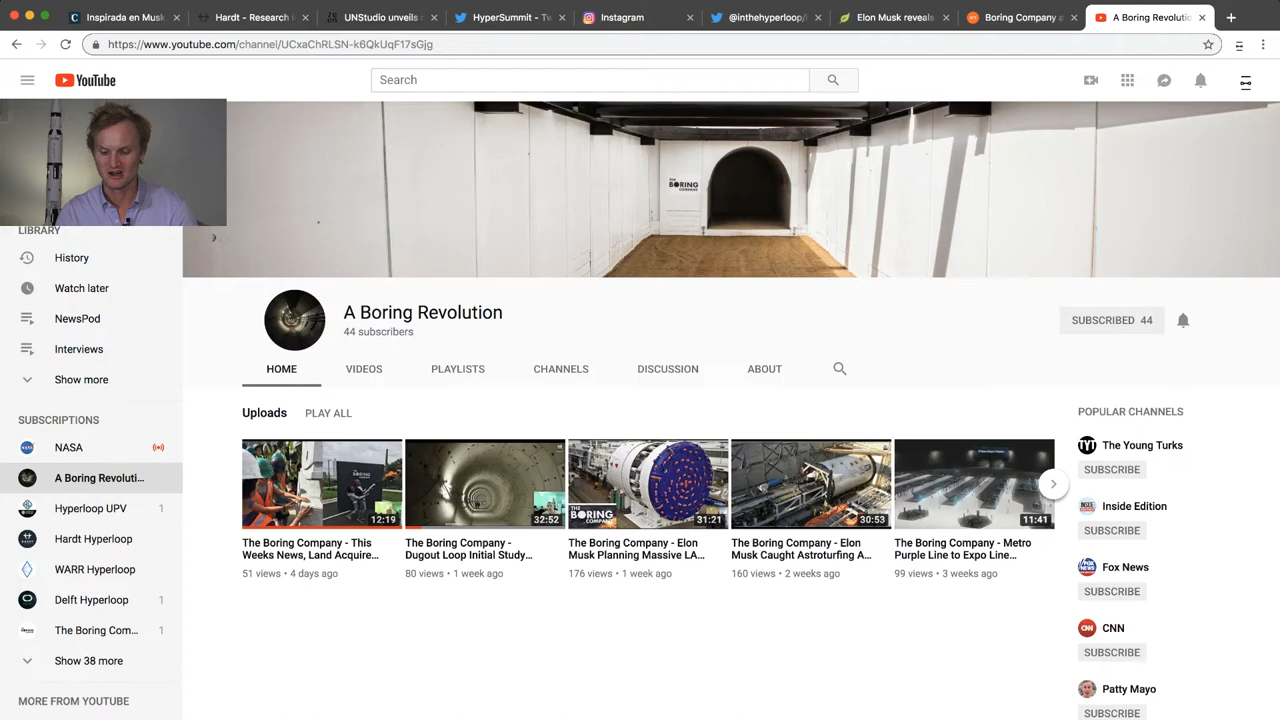 Inspirada en Musk
Hardt - Research
UNStudio unveils
HyperSummit - Tw
Instagram
@inthehyperloop/
Elon Musk reveals
Boring Company a
A Boring Revolutio
https://www.youtube.com/channel/UCxaChRLSN-k6QkUqF17sGjg
YouTube
Search
THE BORING COMPANY
LIBRARY
History
Watch later
NewsPod
Interviews
Show more
SUBSCRIPTIONS
NASA
A Boring Revoluti...
Hyperloop UPV 1
Hardt Hyperloop
WARR Hyperloop
Delft Hyperloop 1
The Boring Com... 1
Show 38 more
MORE FROM YOUTUBE
A Boring Revolution
44 subscribers
SUBSCRIBED 44
HOME VIDEOS PLAYLISTS CHANNELS DISCUSSION ABOUT
Uploads PLAY ALL
12:19
32:52
THE BORING COMPANY
31:21
30:53
11:41
The Boring Company - This
Weeks News, Land Acquire...
51 views • 4 days ago
The Boring Company -
Dugout Loop Initial Study...
80 views • 1 week ago
The Boring Company - Elon
Musk Planning Massive LA...
176 views • 1 week ago
The Boring Company - Elon
Musk Caught Astroturfing A...
160 views • 2 weeks ago
The Boring Company - Metro
Purple Line to Expo Line...
99 views • 3 weeks ago
POPULAR CHANNELS
TYT The Young Turks
SUBSCRIBE
Inside Edition
SUBSCRIBE
Fox News
SUBSCRIBE
CNN
SUBSCRIBE
Patty Mayo
SUBSCRIBE